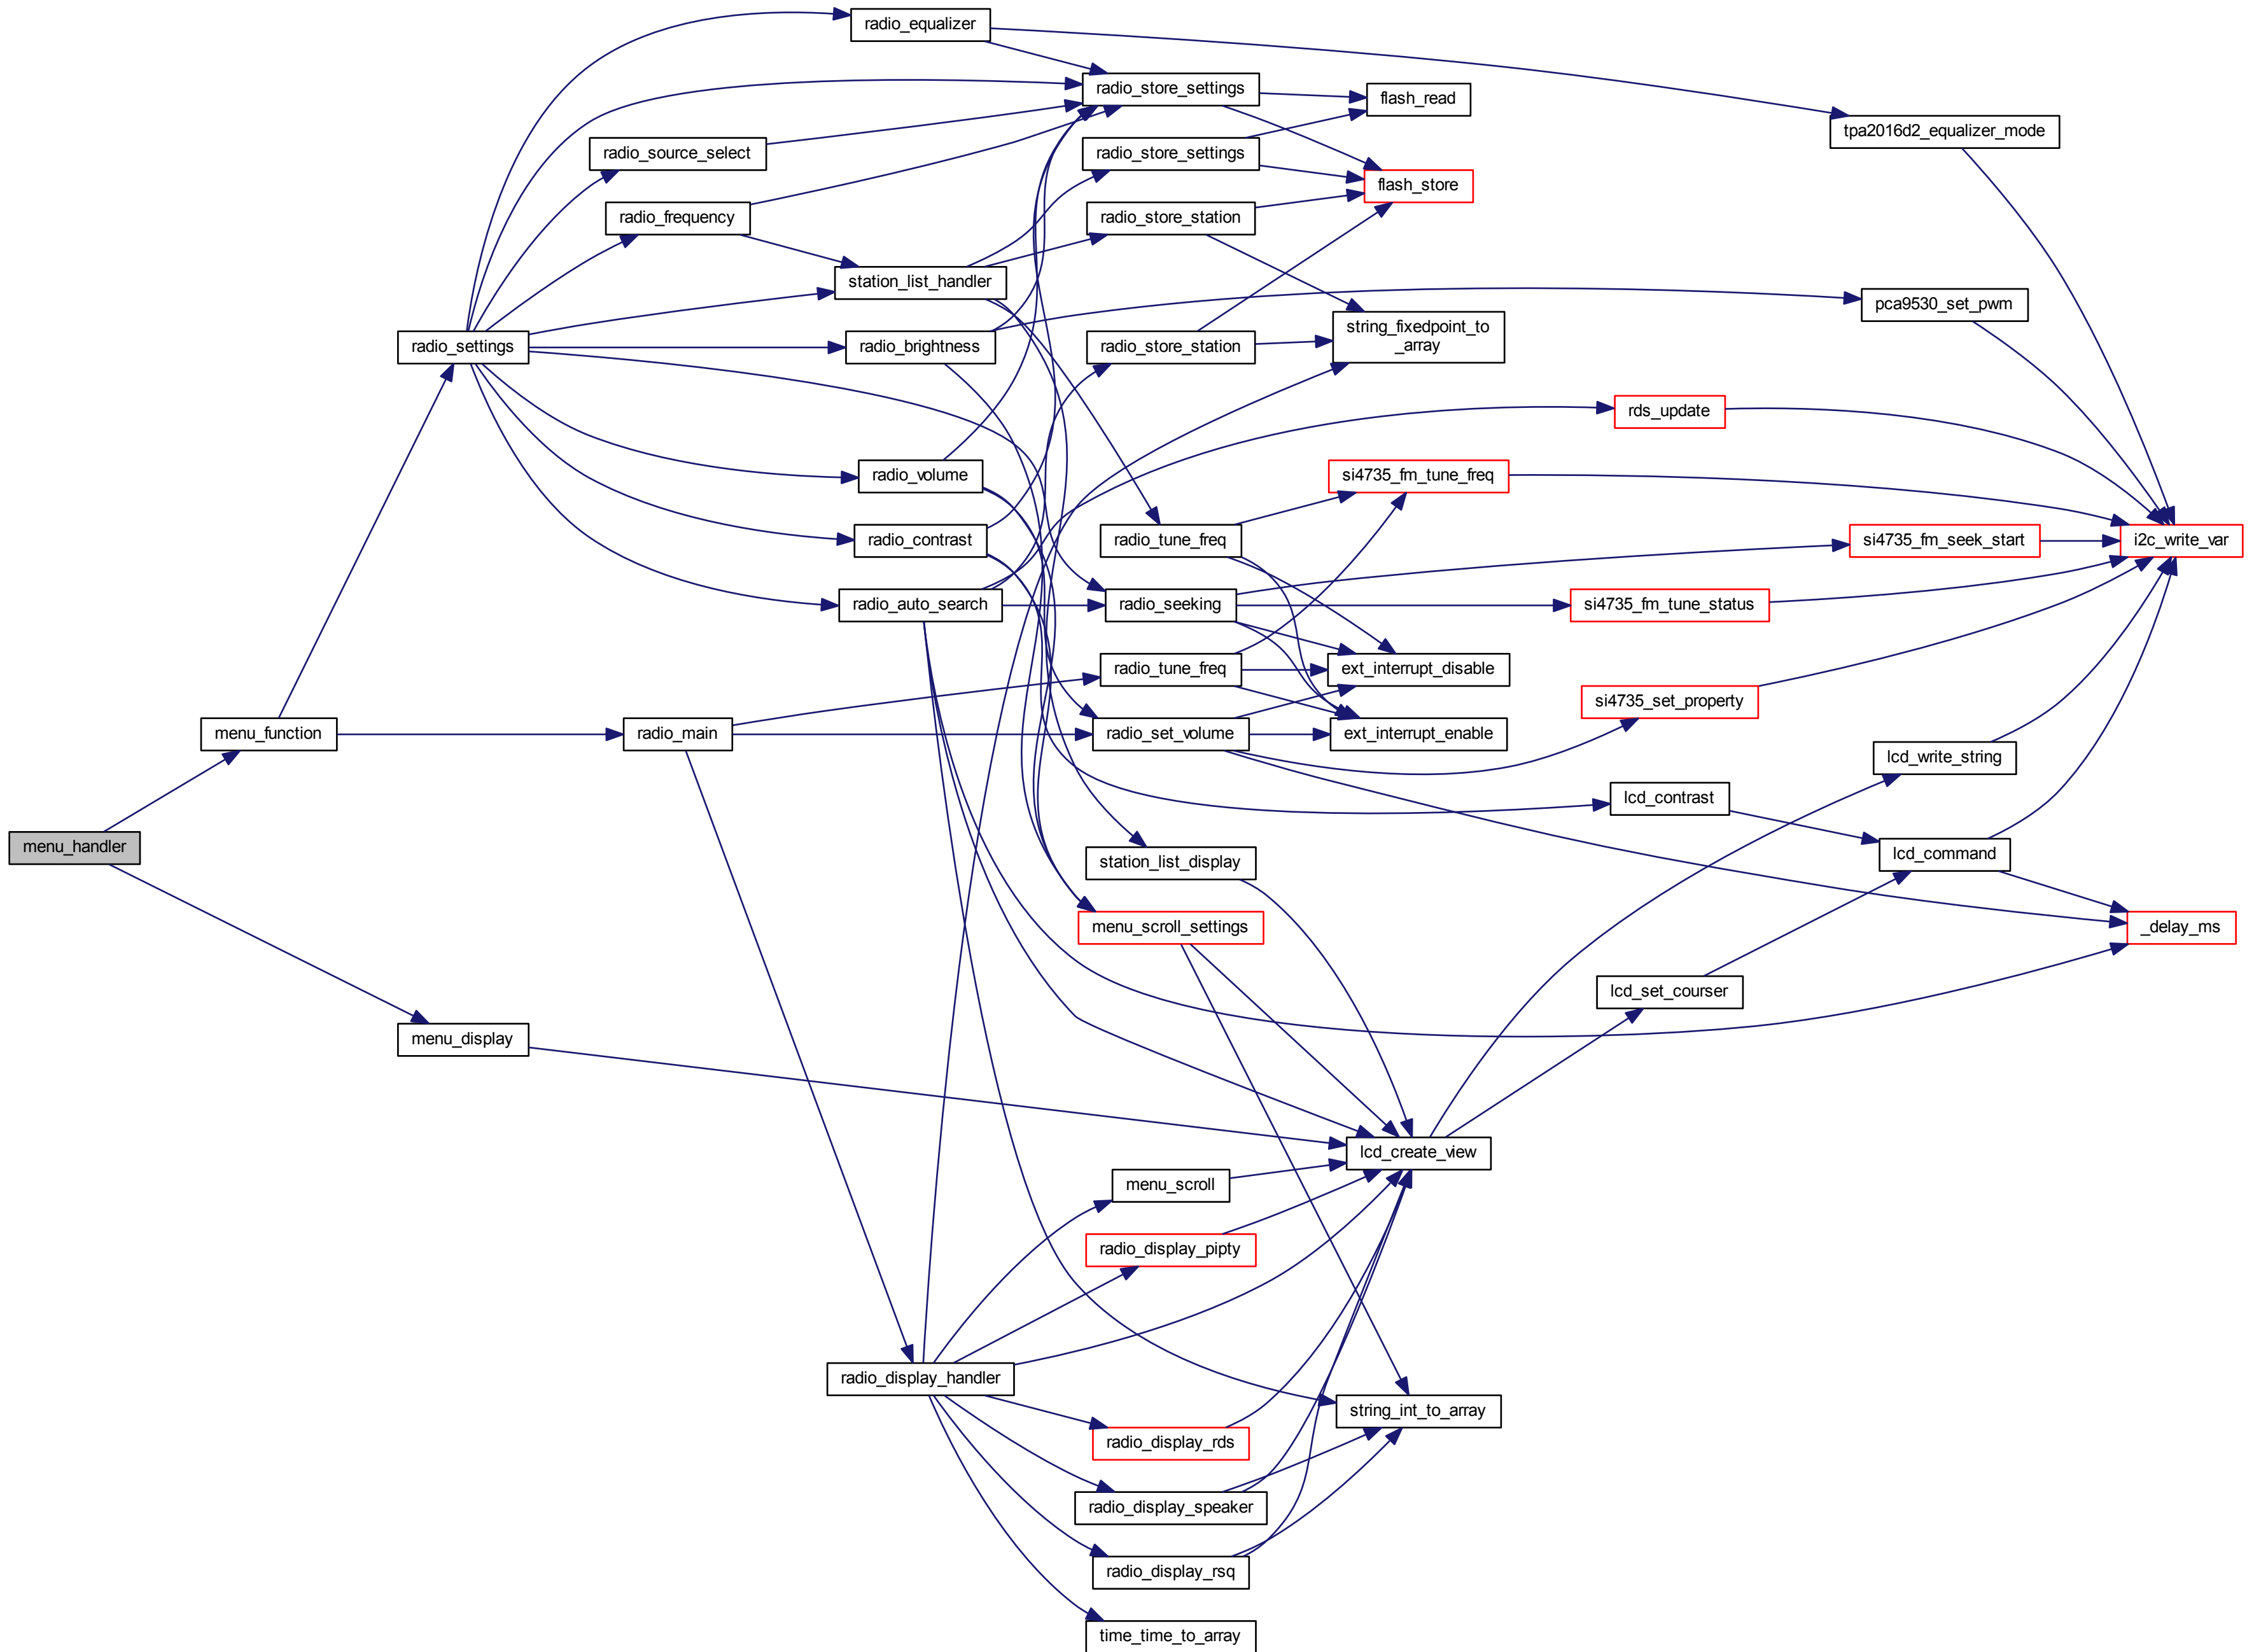 radio_equalizer
radio_store_settings
flash_read
tpa2016d2_equalizer_mode
radio_source_select
radio_store_settings
flash_store
radio_frequency
radio_store_station
station_list_handler
pca9530_set_pwm
string_fixedpoint_to
_array
radio_settings
radio_brightness
radio_store_station
rds_update
radio_volume
si4735_fm_tune_freq
radio_contrast
radio_tune_freq
si4735_fm_seek_start
i2c_write_var
radio_auto_search
radio_seeking
si4735_fm_tune_status
radio_tune_freq
ext_interrupt_disable
si4735_set_property
menu_function
radio_main
radio_set_volume
ext_interrupt_enable
lcd_write_string
lcd_contrast
menu_handler
station_list_display
lcd_command
menu_scroll_settings
_delay_ms
lcd_set_courser
menu_display
lcd_create_view
menu_scroll
radio_display_pipty
radio_display_handler
string_int_to_array
radio_display_rds
radio_display_speaker
radio_display_rsq
time_time_to_array